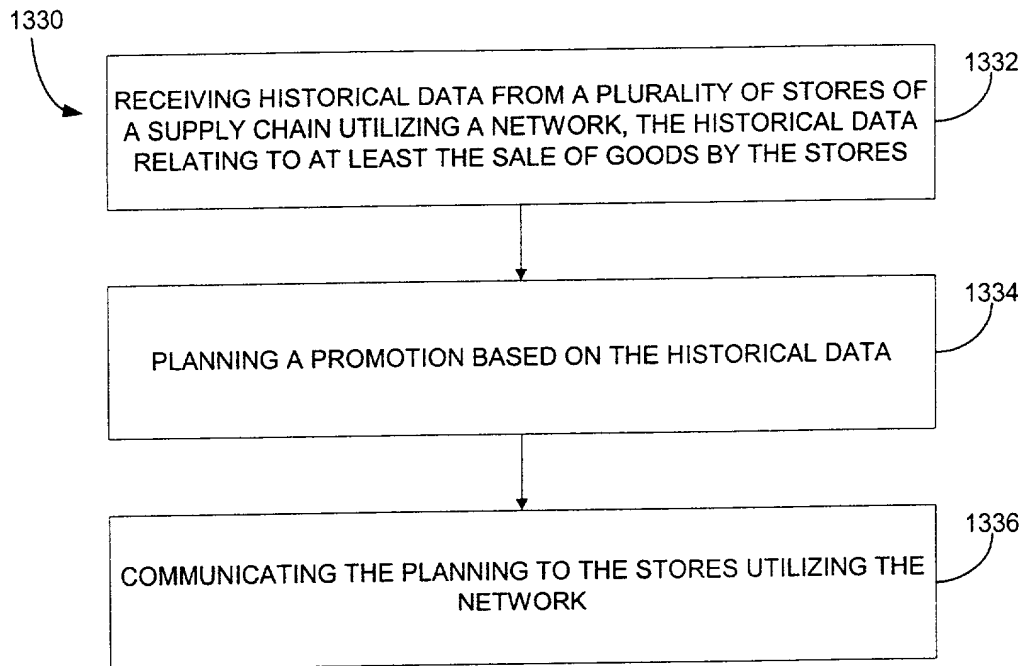 1330
1332
RECEIVING HISTORICAL DATA FROM A PLURALITY OF STORES OF
A SUPPLY CHAIN UTILIZING A NETWORK, THE HISTORICAL DATA
RELATING TO AT LEAST THE SALE OF GOODS BY THE STORES
1334
PLANNING A PROMOTION BASED ON THE HISTORICAL DATA
1336
COMMUNICATING THE PLANNING TO THE STORES UTILIZING THE
NETWORK